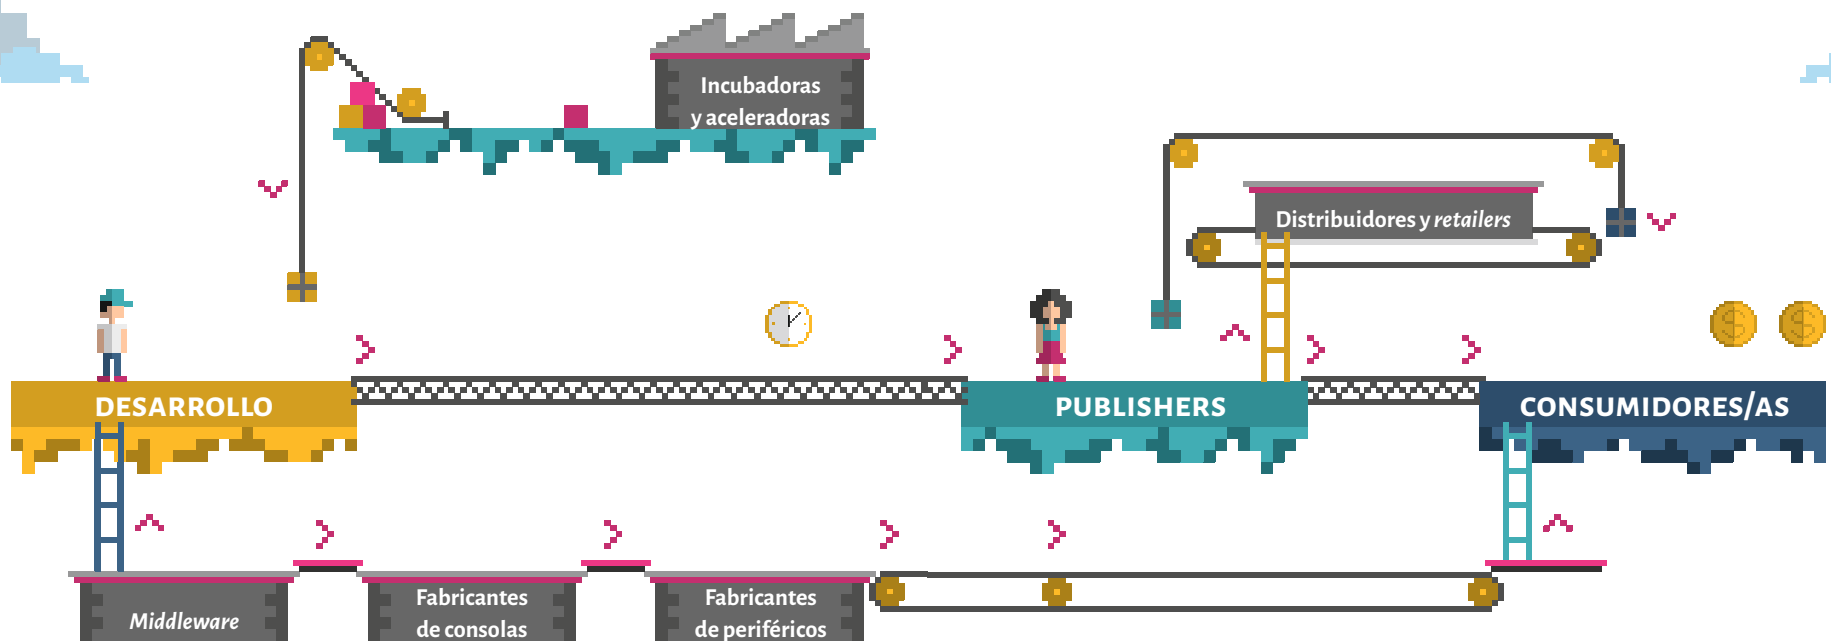 Incubadoras
y aceleradoras
Distribuidores y retailers
DESARROLLO
PUBLISHERS
CONSUMIDORES/AS
Middleware
Fabricantes
de consolas
Fabricantes
de periféricos